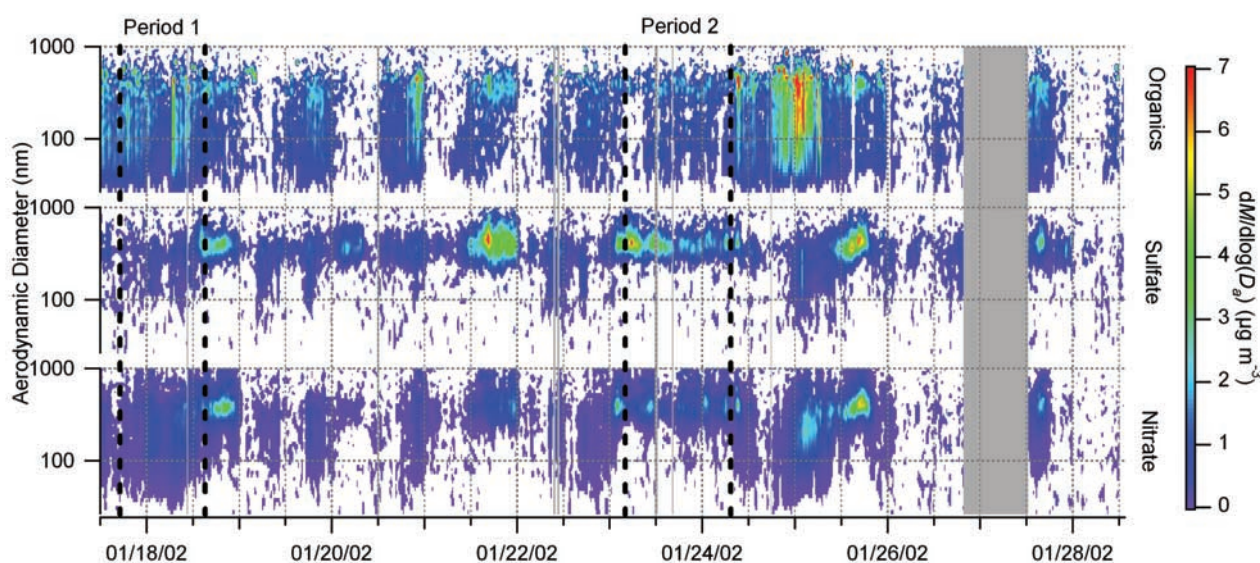 Period 1
Period 2
1000
100
1000
100
1000
100
Aerodynamic Diameter (nm)
Organics
Sulfate
Nitrate
7
6
5
4
3
2
1
0
dM/dlog(Da) (µg m-3)
01/18/02
01/20/02
01/22/02
01/24/02
01/26/02
01/28/02